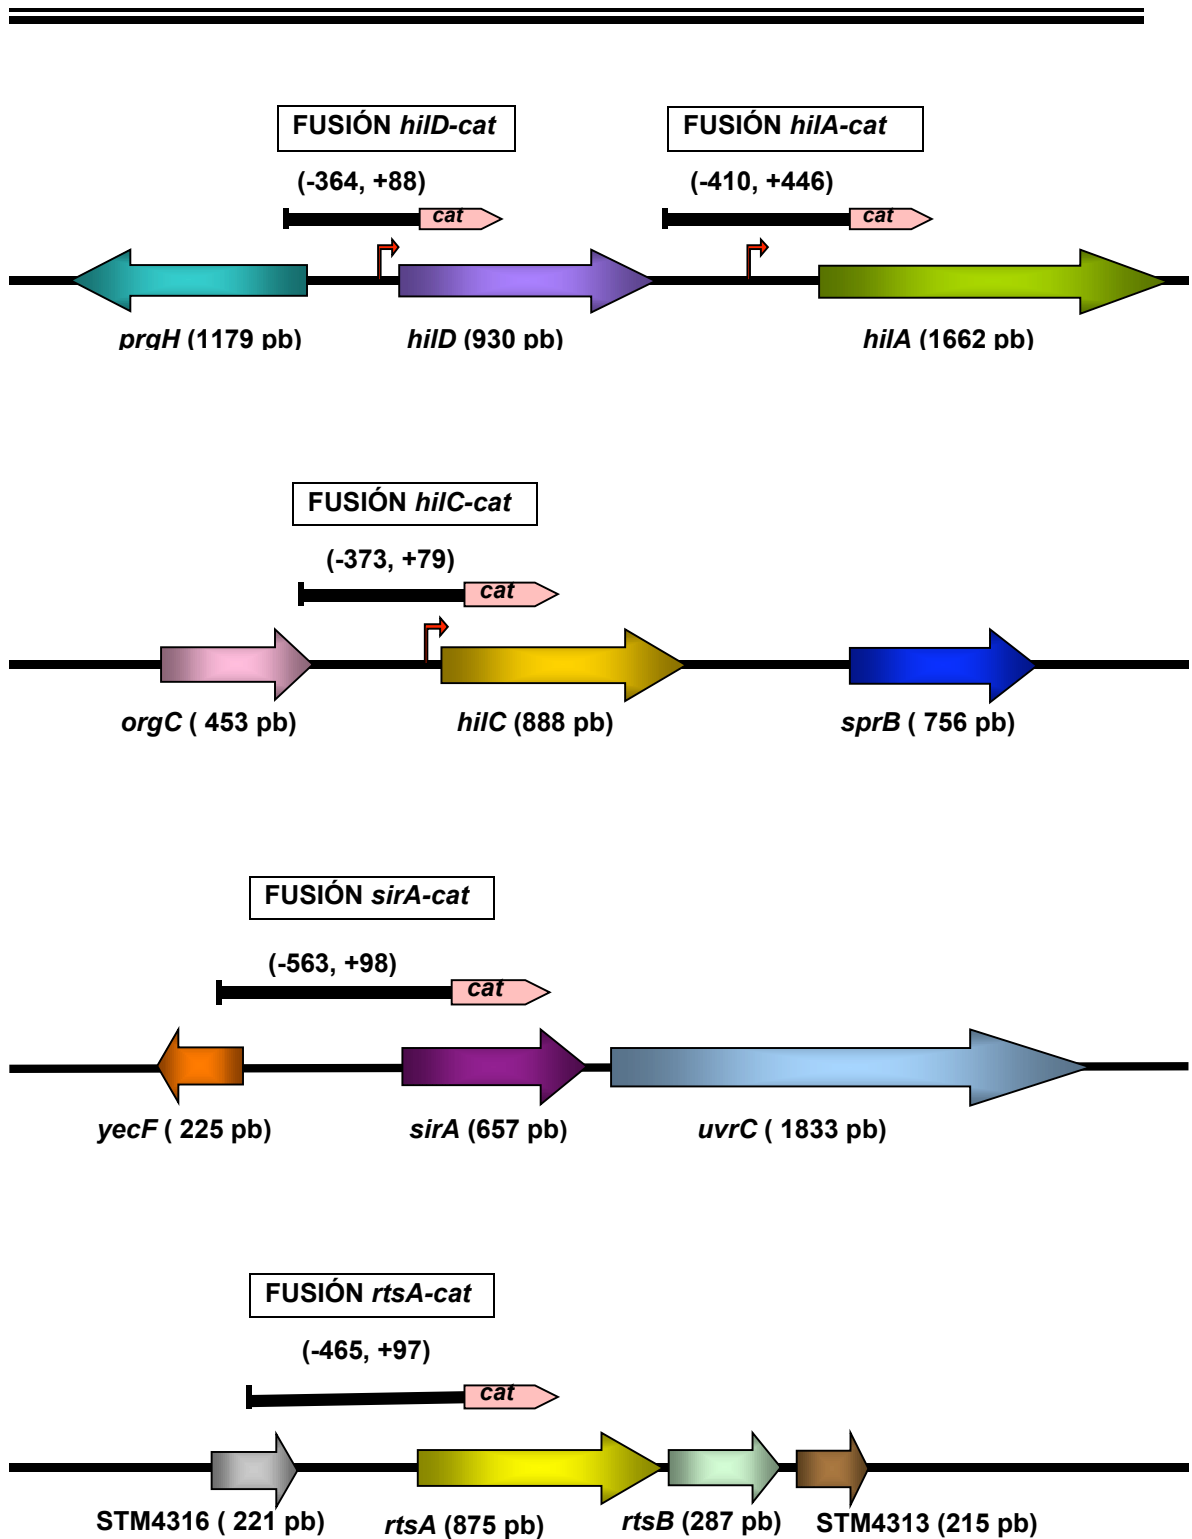 FUSIÓN hilD-cat FUSIÓN hilA-cat
(-364, +88) (-410, +446)
cat cat
prgH (1179 pb) hilD (930 pb) hilA (1662 pb)
FUSIÓN hilC-cat
(-373, +79)
cat
orgC ( 453 pb) hilC (888 pb) sprB ( 756 pb)
FUSIÓN sirA-cat
(-563, +98)
cat
yecF ( 225 pb) sirA (657 pb) uvrC ( 1833 pb)
FUSIÓN rtsA-cat
(-465, +97)
cat
STM4316 ( 221 pb) rtsA (875 pb) rtsB (287 pb) STM4313 (215 pb)